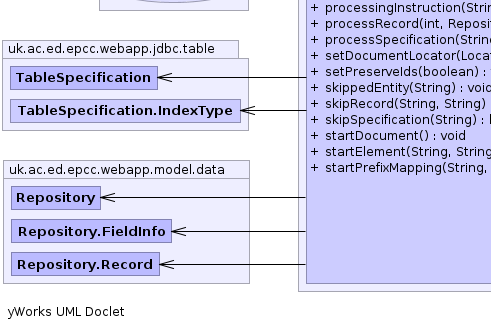 uk.ac.ed.epcc.webapp.jdbc.table
TableSpecification
TableSpecification.IndexType
uk.ac.ed.epcc.webapp.model.data
Repository
Repository.FieldInfo
Repository.Record
+ processingInstruction(Strin
+ processRecord(int, Reposit
+ processSpecification(String
+ setDocumentLocator(Locat
+ setPreserveIds(boolean) :
+ skippedEntity(String) : void
+ skipRecord(String, String)
+ skipSpecification(String) :
+ startDocument() : void
+ startElement(String, String
+ startPrefixMapping(String,
yWorks UML Doclet